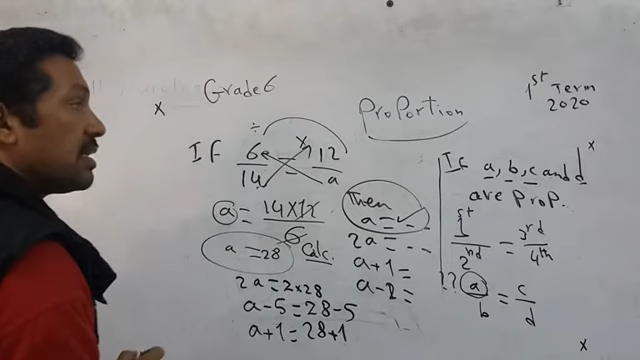 Grade 6
1st Term
2020
Proportion
÷
If 6 = 12
14 a
a = 14 × 12
6
a = 28 Calc.
2a = 2 × 28
a - 5 = 28 - 5
a + 1 = 28 + 1
Then
a = ...
2a = ...
a + 1 =
a - 2 =
If a, b, c and d
are Prop.
1st = 3rd
2nd 4th
?? a = c
b d